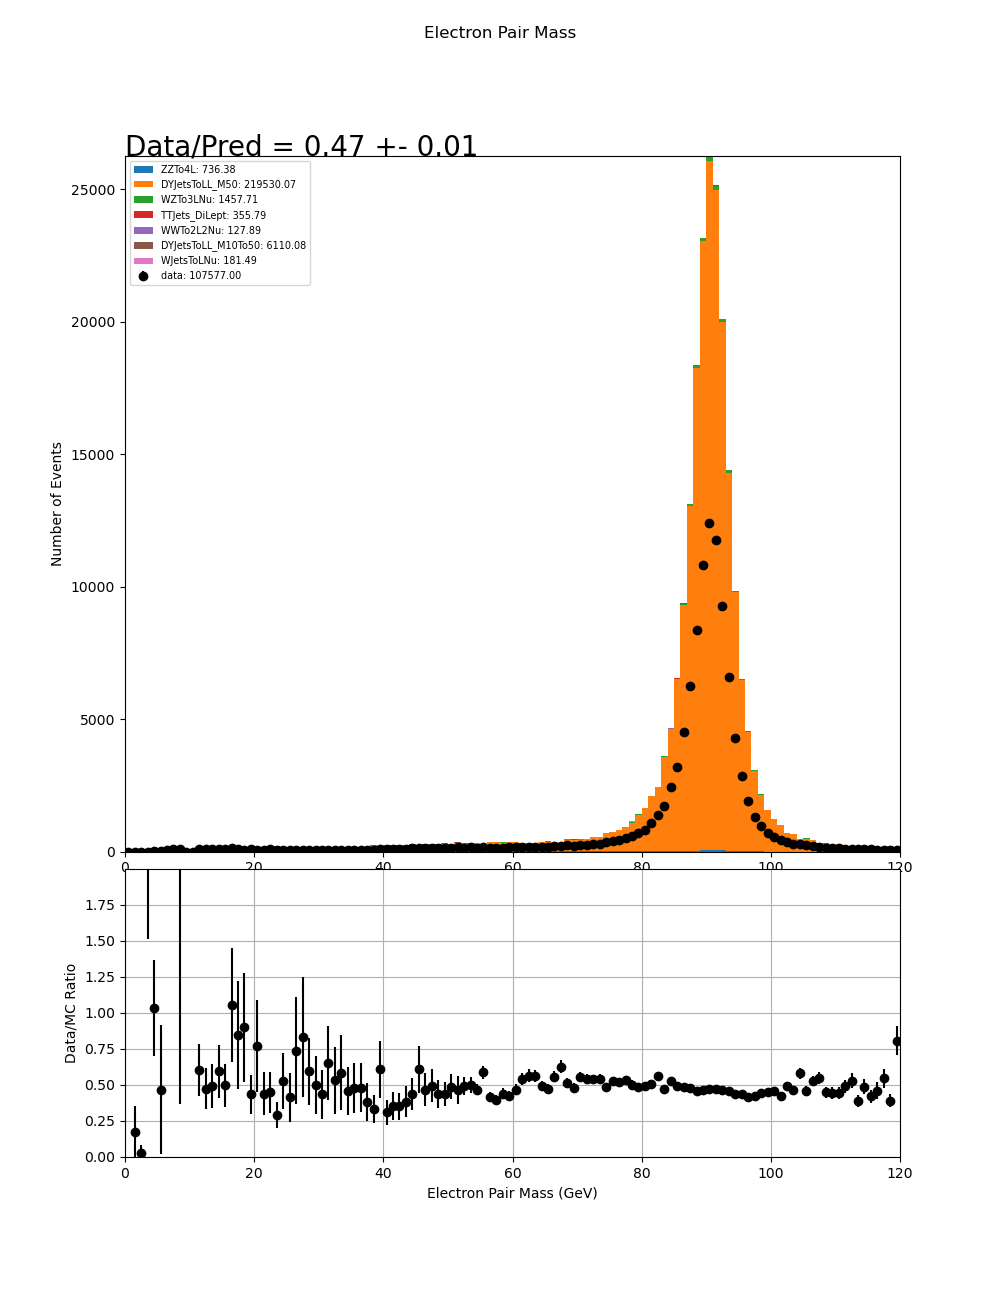 Electron Pair Mass
Data/Pred = 0.47 +- 0.01
ZZTo4L: 736.38
DYJetsToLL_M50: 219530.07
WZTo3LNu: 1457.71
TTJets_DiLept: 355.79
WWTo2L2Nu: 127.89
DYJetsToLL_M10To50: 6110.08
WJetsToLNu: 181.49
data: 107577.00
25000
20000
15000
10000
5000
0
Number of Events
0 20 40 60 80 100 120
1.75
1.50
1.25
1.00
0.75
0.50
0.25
0.00
Data/MC Ratio
0 20 40 60 80 100 120
Electron Pair Mass (GeV)